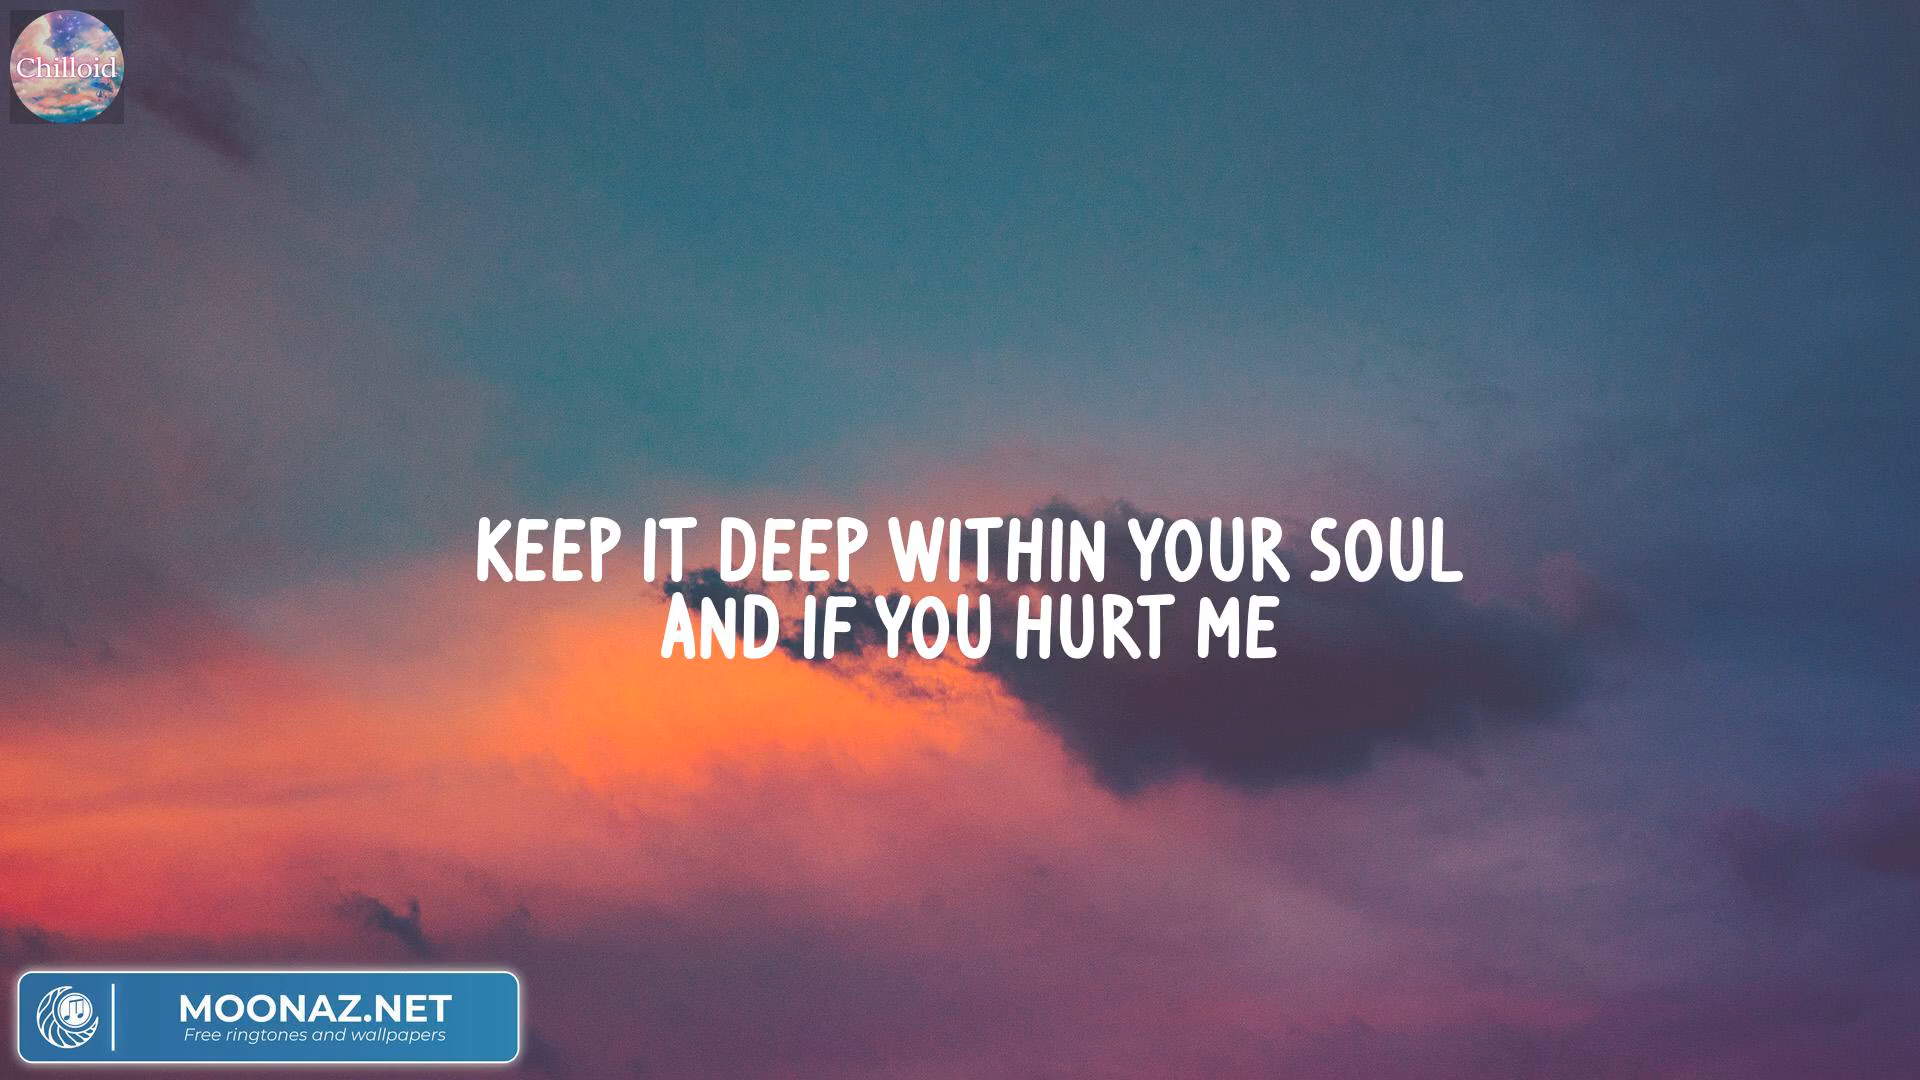 Chilloid
KEEP IT DEEP WITHIN YOUR SOUL
AND IF YOU HURT ME
MOONAZ.NET
Free ringtones and wallpapers